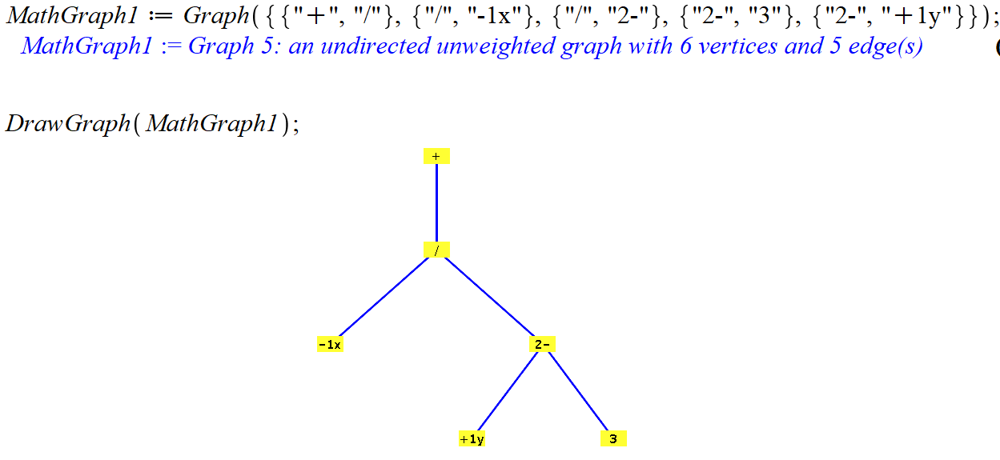 MathGraph1 := Graph({{"+", "/"}, {"/", "-1x"}, {"/", "2-"}, {"2-", "3"}, {"2-", "+1y"}});
MathGraph1 := Graph 5: an undirected unweighted graph with 6 vertices and 5 edge(s)
DrawGraph(MathGraph1);
+
/
-1x
2-
+1y
3